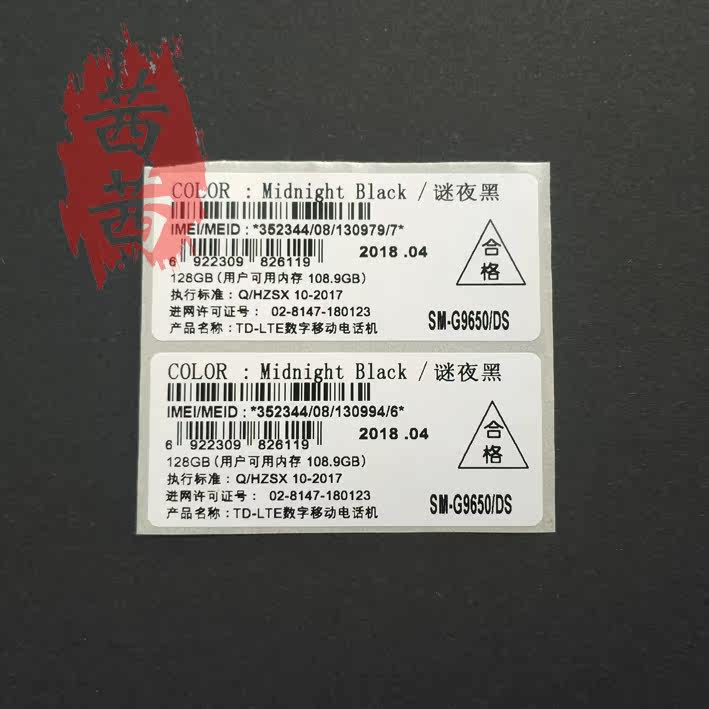 茜茜
COLOR : Midnight Black / 谜夜黑
IMEI/MEID : *352344/08/130979/7*
6 922309 826119
2018 .04
合格
128GB (用户可用内存 108.9GB)
执行标准 : Q/HZSX 10-2017
进网许可证号 : 02-8147-180123
产品名称 : TD-LTE数字移动电话机
SM-G9650/DS
COLOR : Midnight Black / 谜夜黑
IMEI/MEID : *352344/08/130994/6*
6 922309 826119
2018 .04
合格
128GB (用户可用内存 108.9GB)
执行标准 : Q/HZSX 10-2017
进网许可证号 : 02-8147-180123
产品名称 : TD-LTE数字移动电话机
SM-G9650/DS